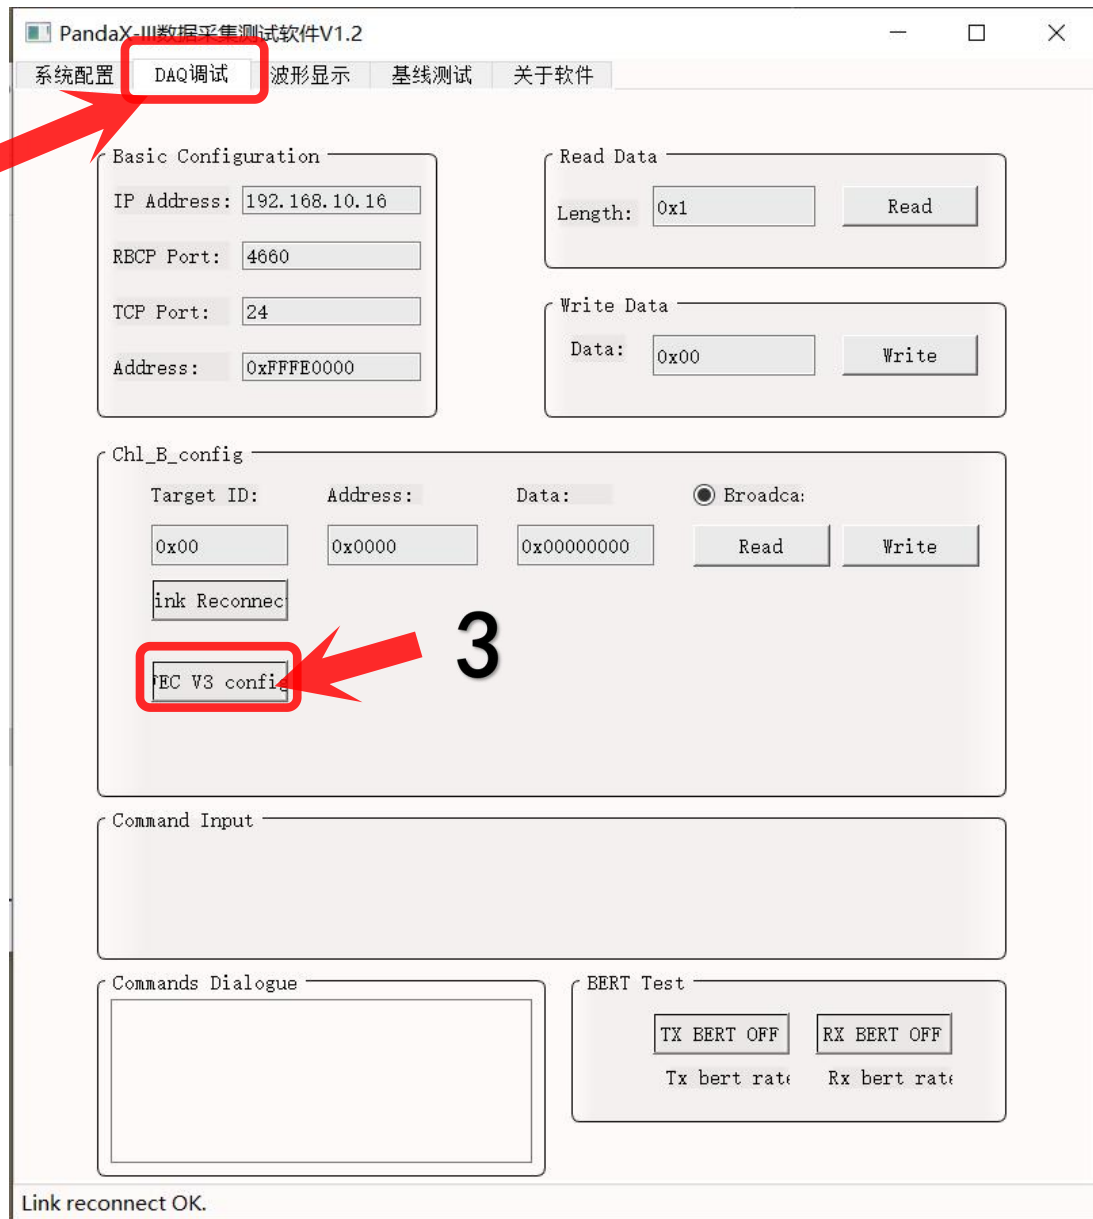 PandaX-III数据采集测试软件V1.2
系统配置 DAQ调试 波形显示 基线测试 关于软件
Basic Configuration
IP Address: 192.168.10.16
RBCP Port: 4660
TCP Port: 24
Address: 0xFFFE0000
Read Data
Length: 0x1 Read
Write Data
Data: 0x00 Write
Chl_B_config
Target ID: Address: Data: Broadca:
0x00 0x0000 0x00000000 Read Write
ink Reconnec
FEC V3 config
3
Command Input
Commands Dialogue
BERT Test
TX BERT OFF RX BERT OFF
Tx bert rate Rx bert rate
Link reconnect OK.